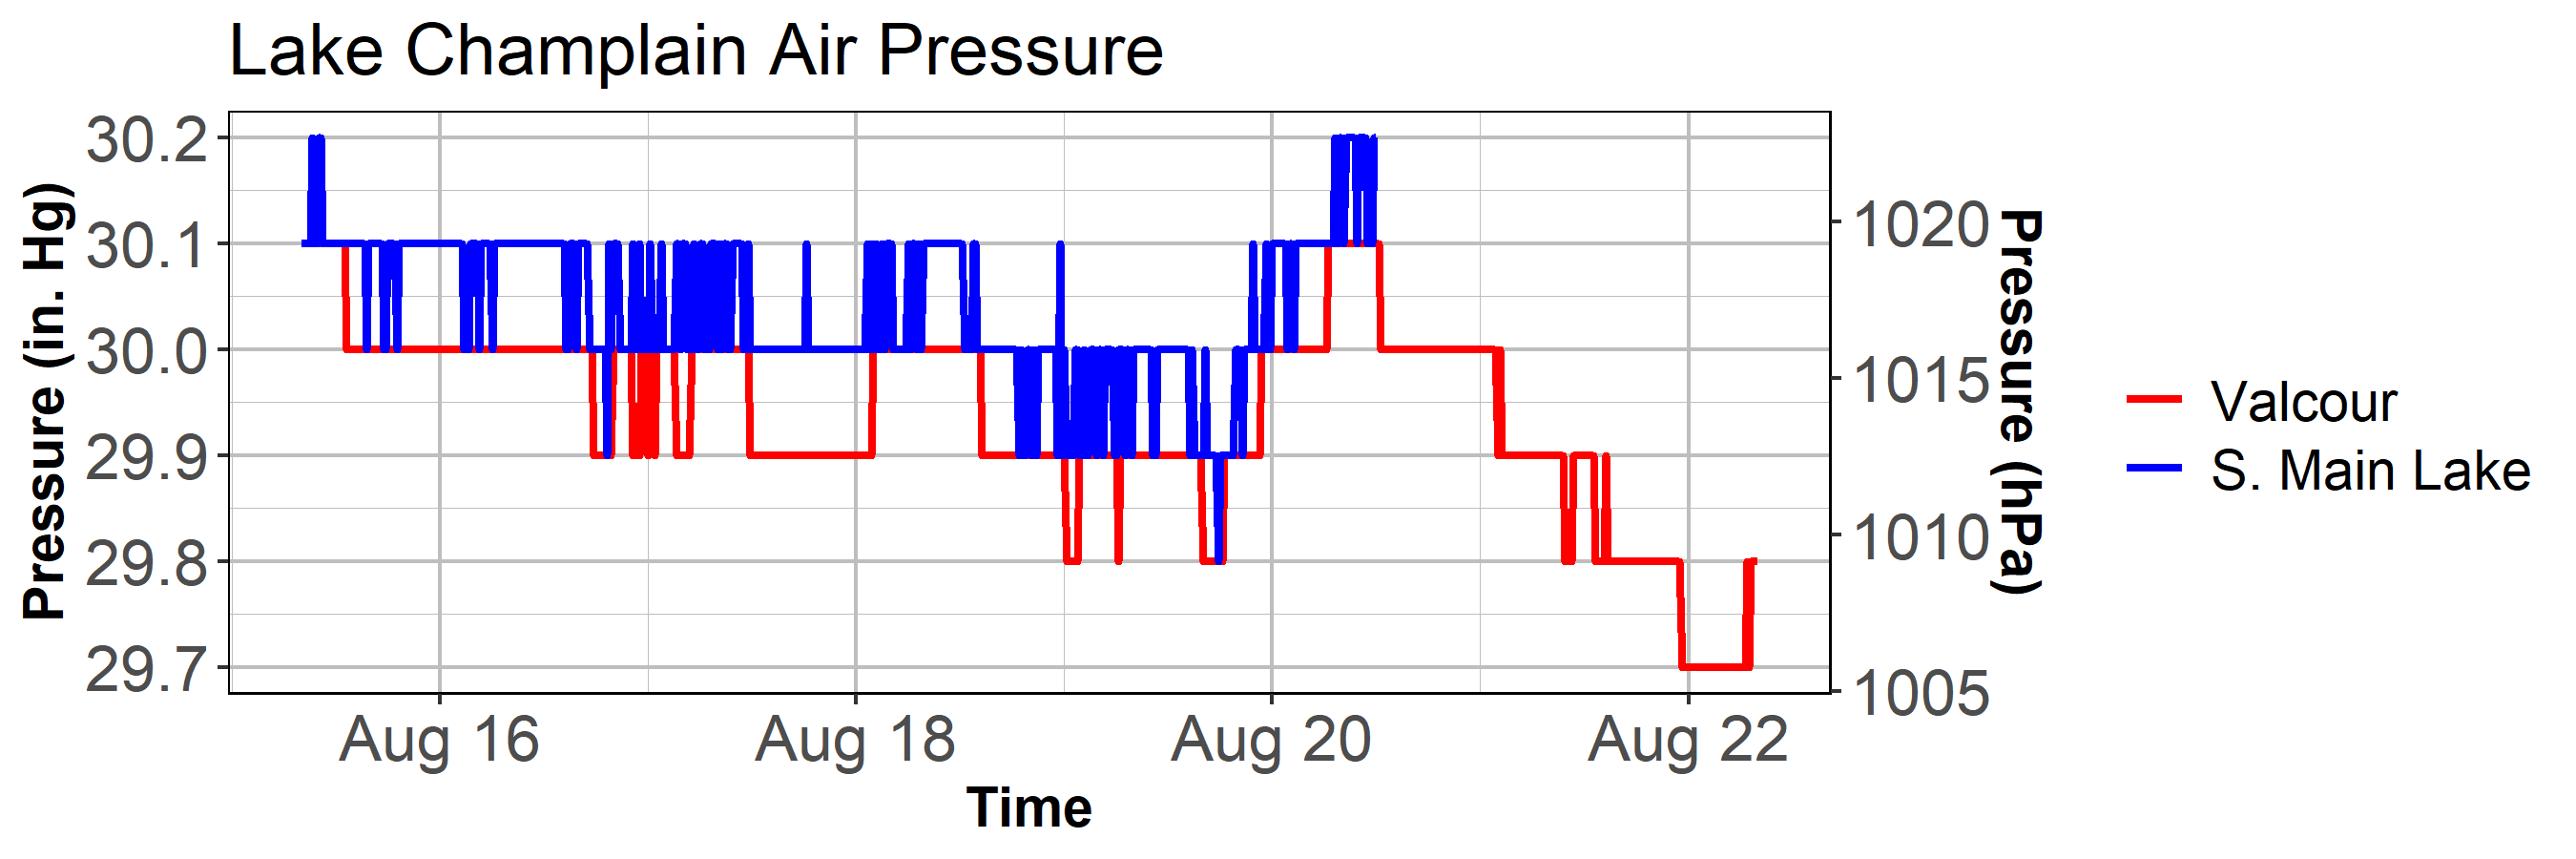 Lake Champlain Air Pressure
30.2
30.1
30.0
29.9
29.8
29.7
Pressure (in. Hg)
1020
1015
1010
1005
Pressure (hPa)
Aug 16 Aug 18 Aug 20 Aug 22
Time
Valcour
S. Main Lake